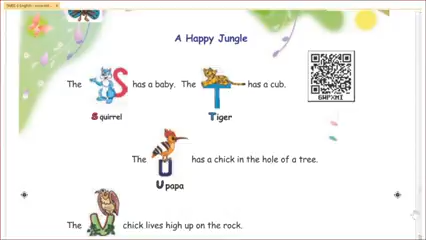 A Happy Jungle
The S has a baby. The T has a cub.
6WPXMI
Squirrel Tiger
The U has a chick in the hole of a tree.
Upapa
The V chick lives high up on the rock.